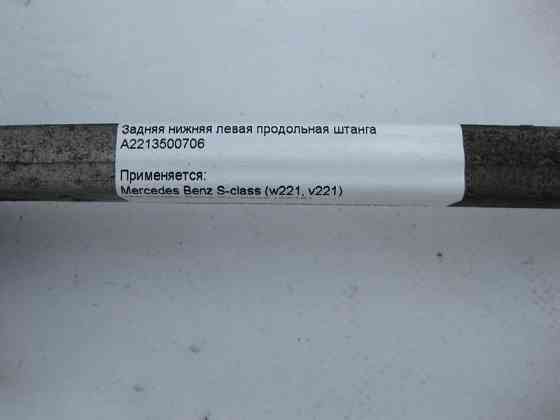 Задняя нижняя левая продольная штанга
A2213500706
Применяется:
Mercedes Benz S-class (w221, v221)